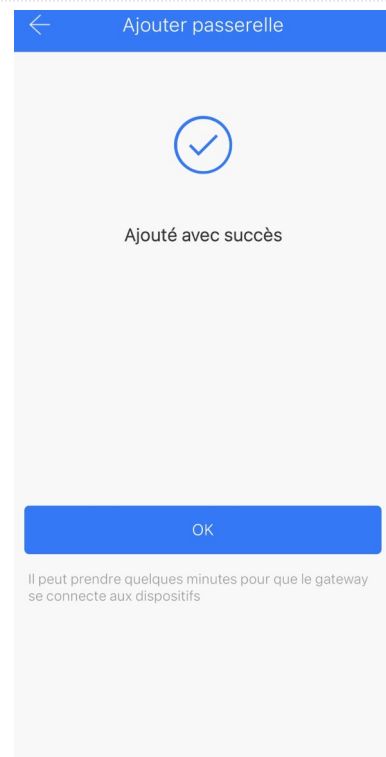 Ajouter passerelle
Ajouté avec succès
OK
Il peut prendre quelques minutes pour que le gateway
se connecte aux dispositifs